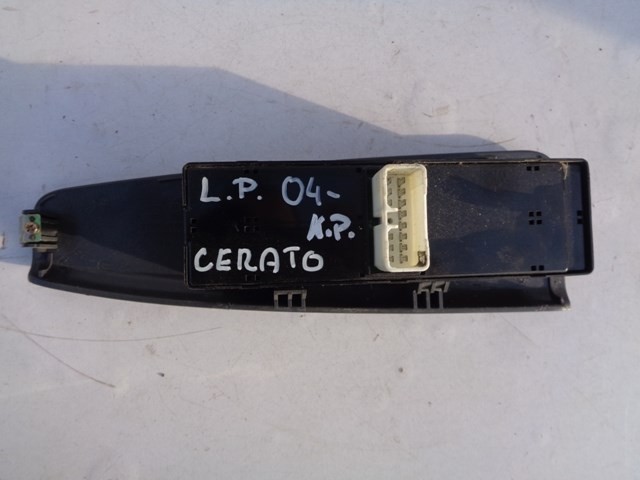 L.P. 04-
K.P.
CERATO